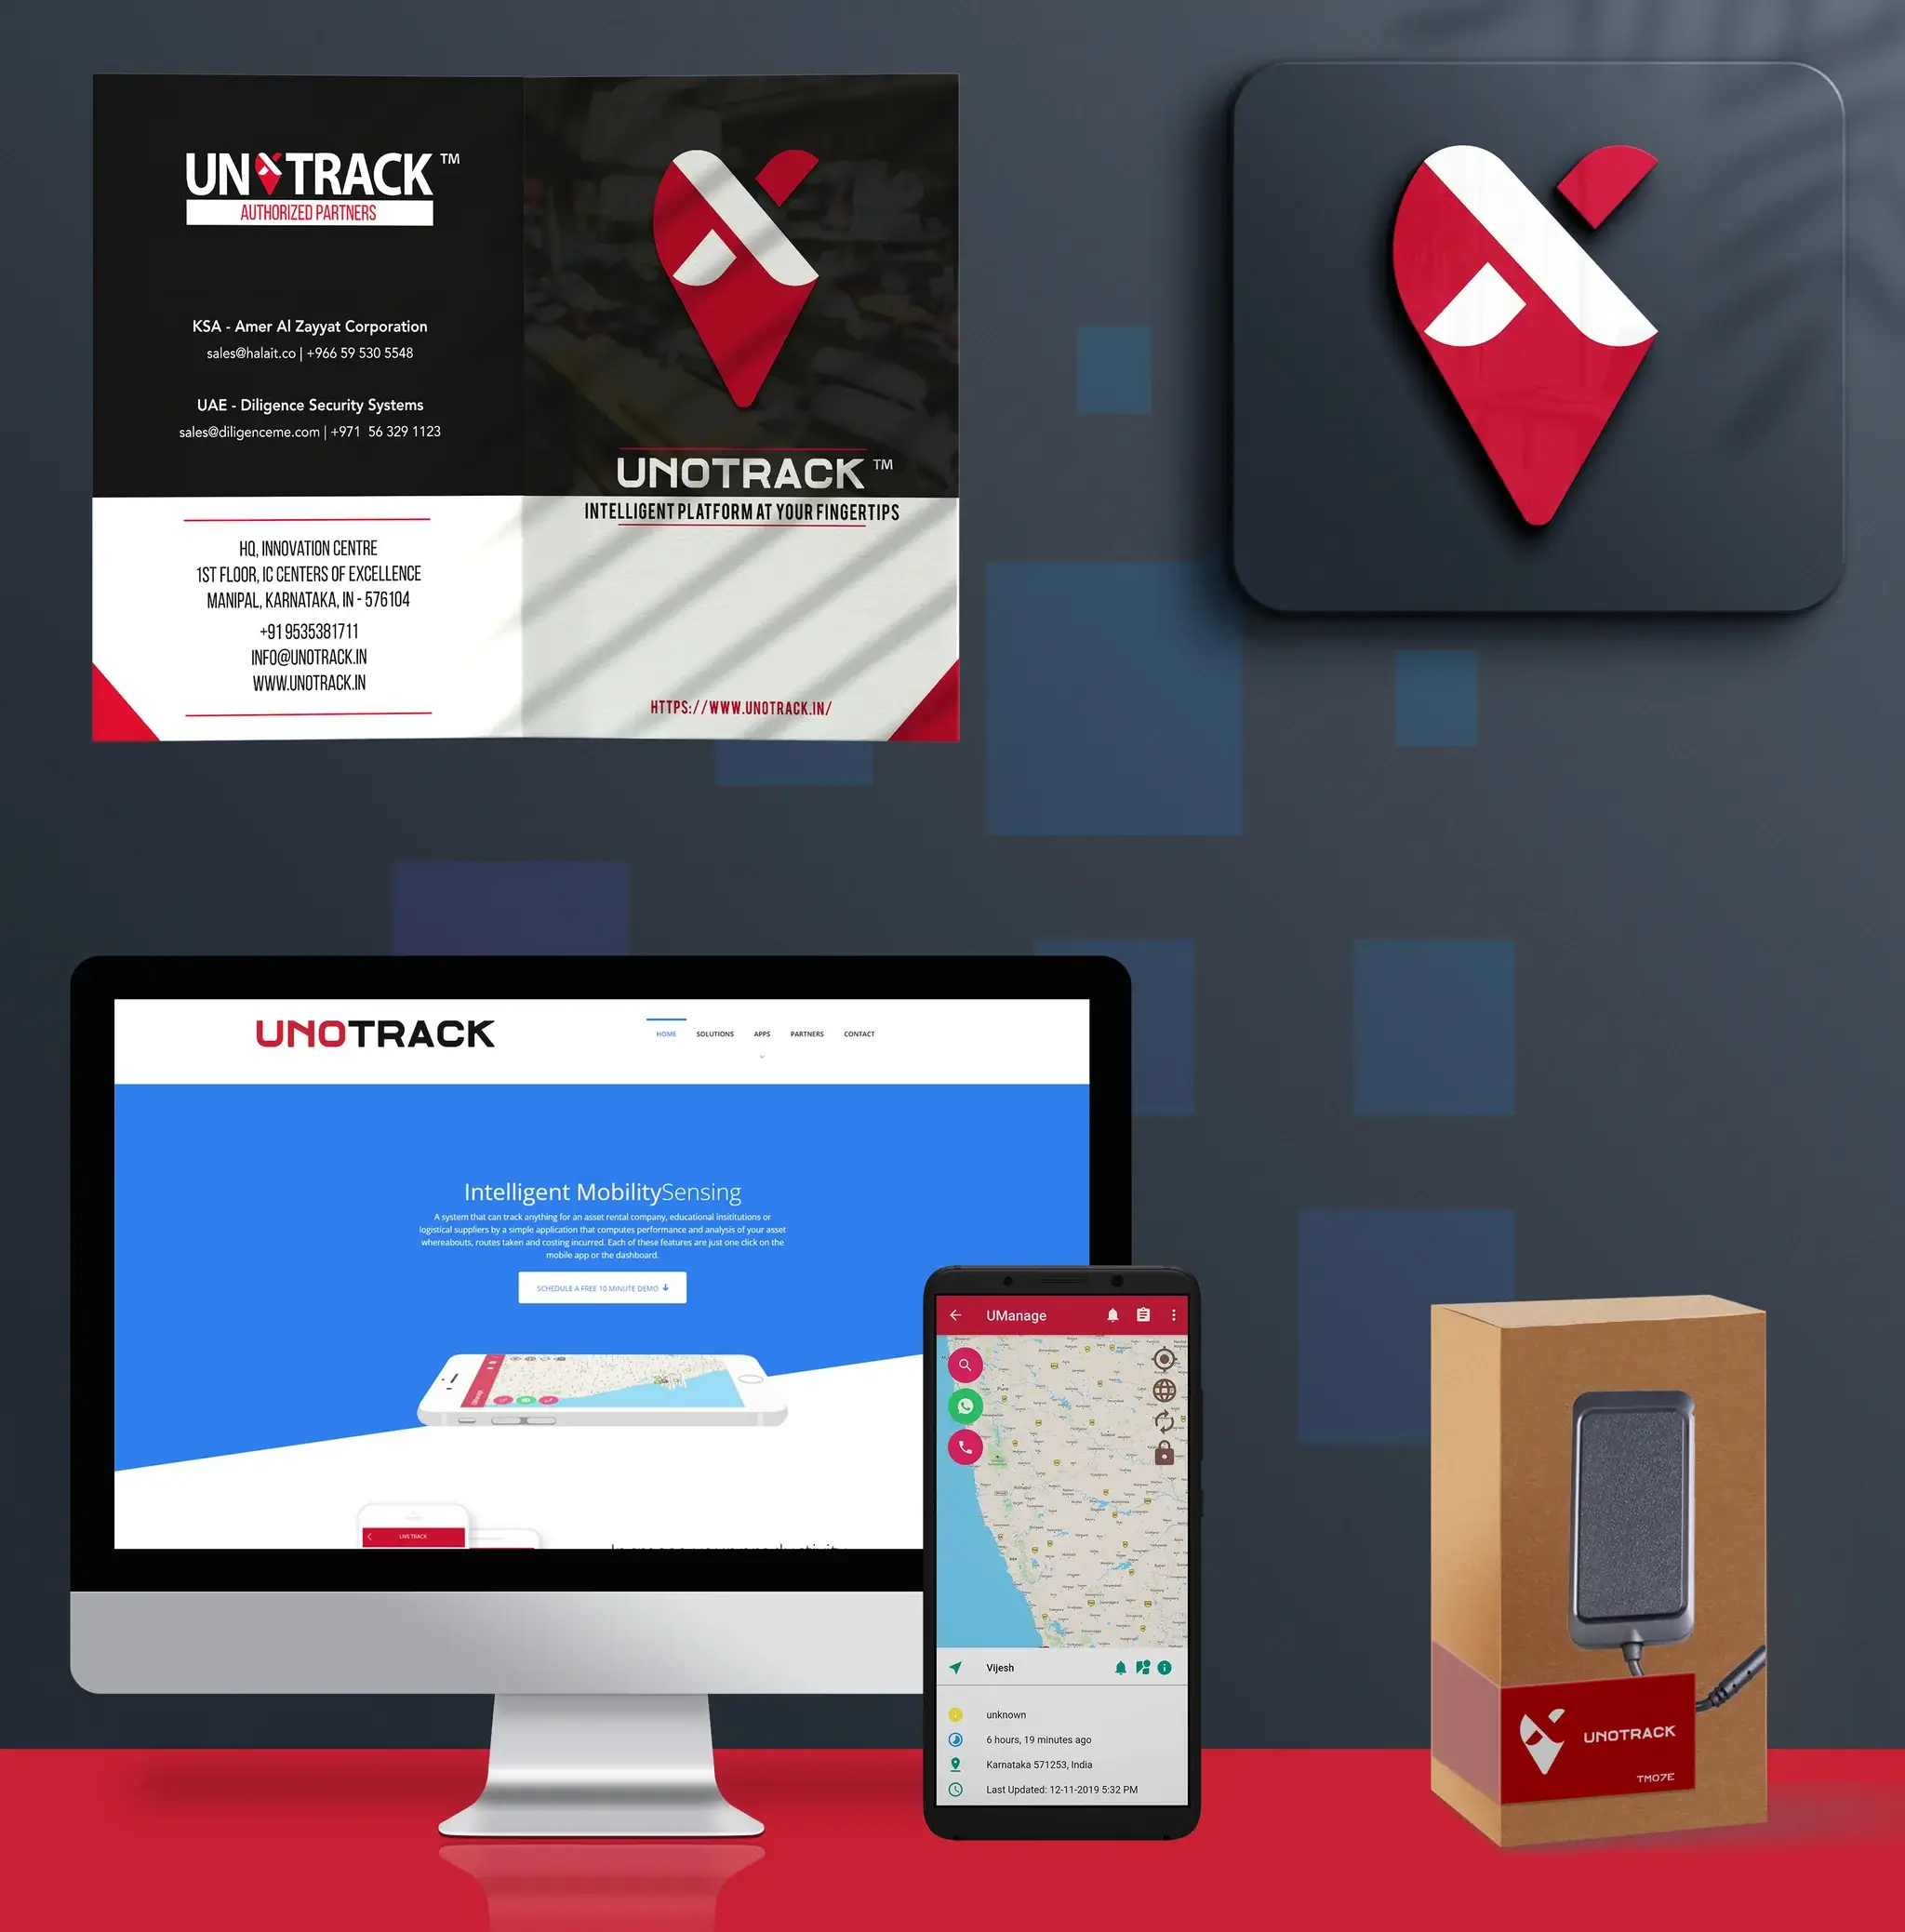 UNOTRACK ™
AUTHORIZED PARTNERS
KSA - Amer Al Zayyat Corporation
sales@halait.co | +966 59 530 5548
UAE - Diligence Security Systems
sales@diligenceme.com | +971 56 329 1123
HQ, INNOVATION CENTRE
1ST FLOOR, IC CENTERS OF EXCELLENCE
MANIPAL, KARNATAKA, IN - 576104
+91 9535381711
INFO@UNOTRACK.IN
WWW.UNOTRACK.IN
UNOTRACK ™
INTELLIGENT PLATFORM AT YOUR FINGERTIPS
HTTPS://WWW.UNOTRACK.IN/
UNOTRACK
HOME SOLUTIONS APPS PARTNERS CONTACT
Intelligent MobilitySensing
A system that can track anything for an asset rental company, educational insititutions or
logistical suppliers by a simple application that computes performance and analysis of your asset
whereabouts, routes taken and costing incurred. Each of these features are just one click on the
mobile app or the dashboard.
SCHEDULE A FREE 10 MINUTE DEMO
LIVE TRACK
UManage
Vijesh
unknown
6 hours, 19 minutes ago
Karnataka 571253, India
Last Updated: 12-11-2019 5:32 PM
UNOTRACK
TM07E